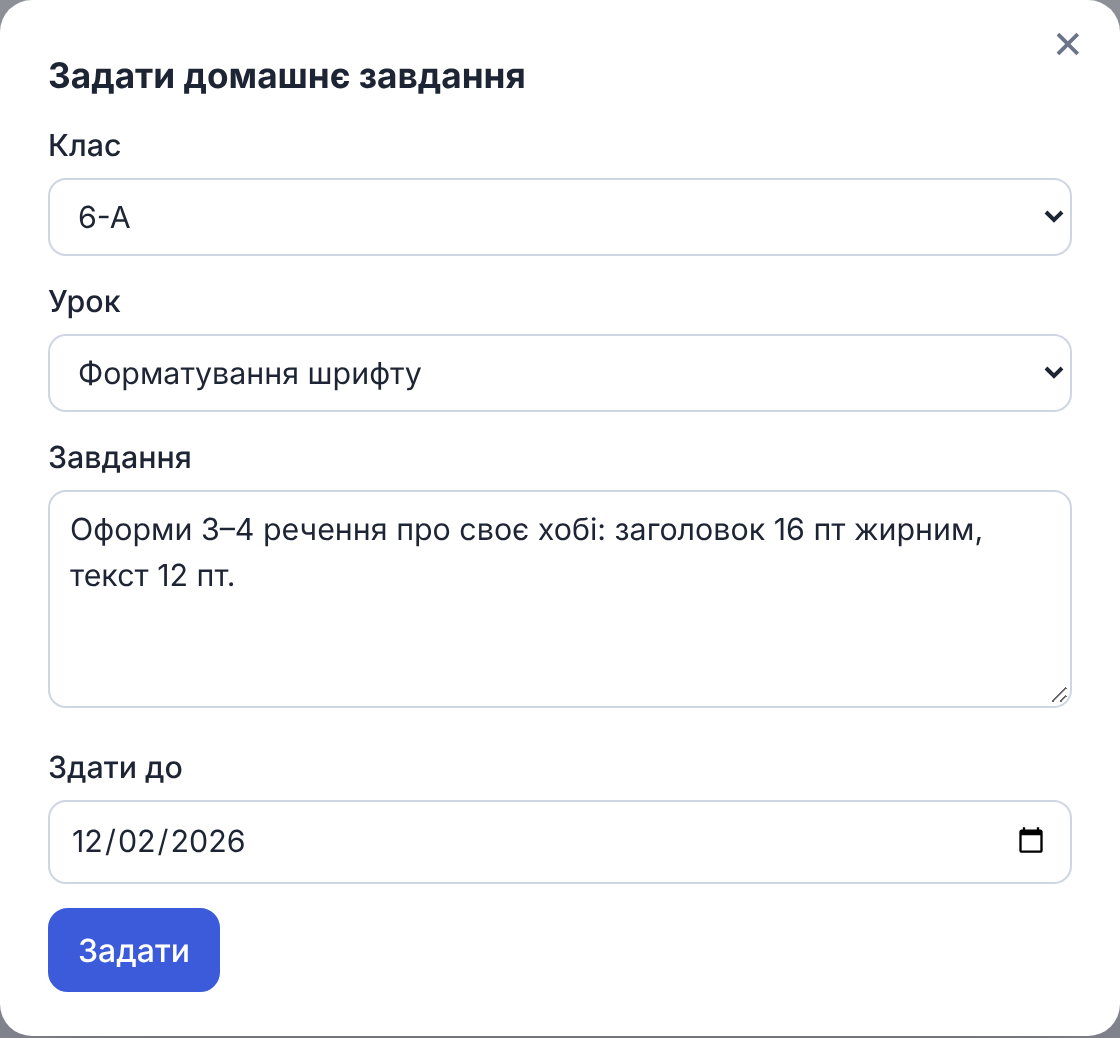 Задати домашнє завдання
Клас
6-А
Урок
Форматування шрифту
Завдання
Оформи 3–4 речення про своє хобі: заголовок 16 пт жирним,
текст 12 пт.
Здати до
12/02/2026
Задати